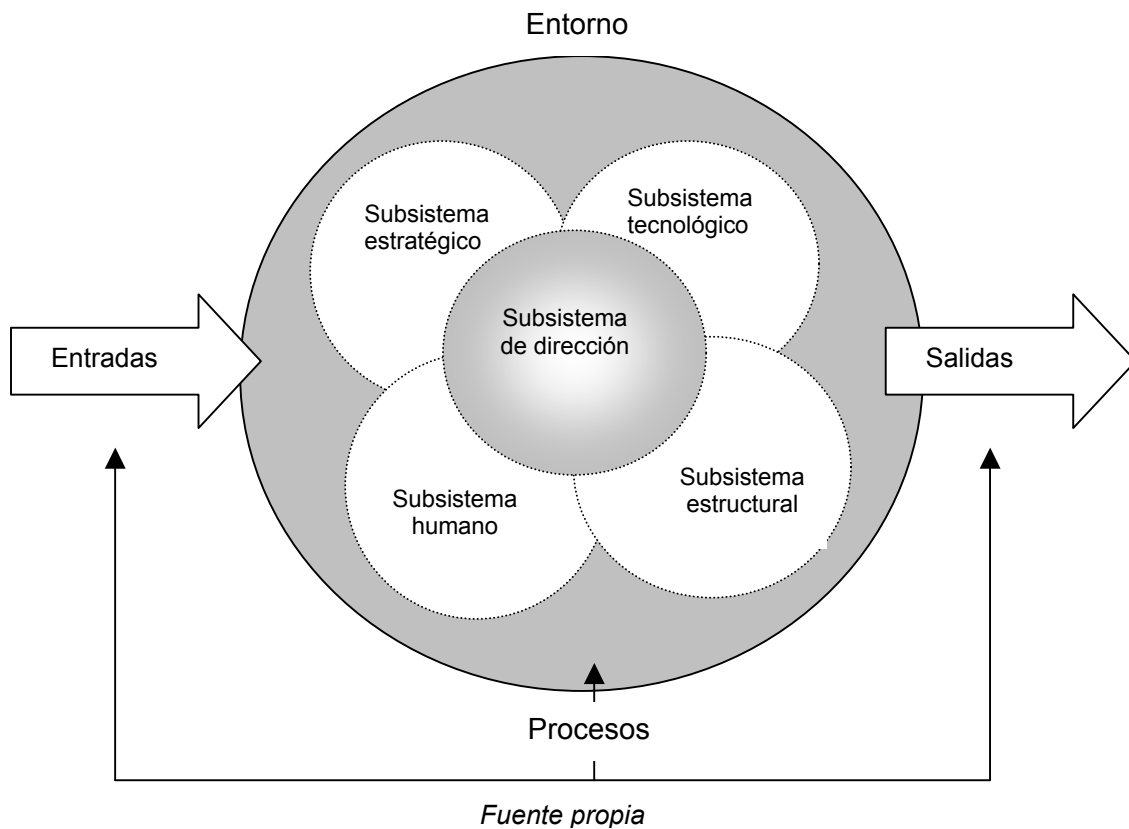 Entorno
Subsistema
estratégico
Subsistema
tecnológico
Subsistema
de dirección
Entradas
Salidas
Subsistema
humano
Subsistema
estructural
Procesos
Fuente propia